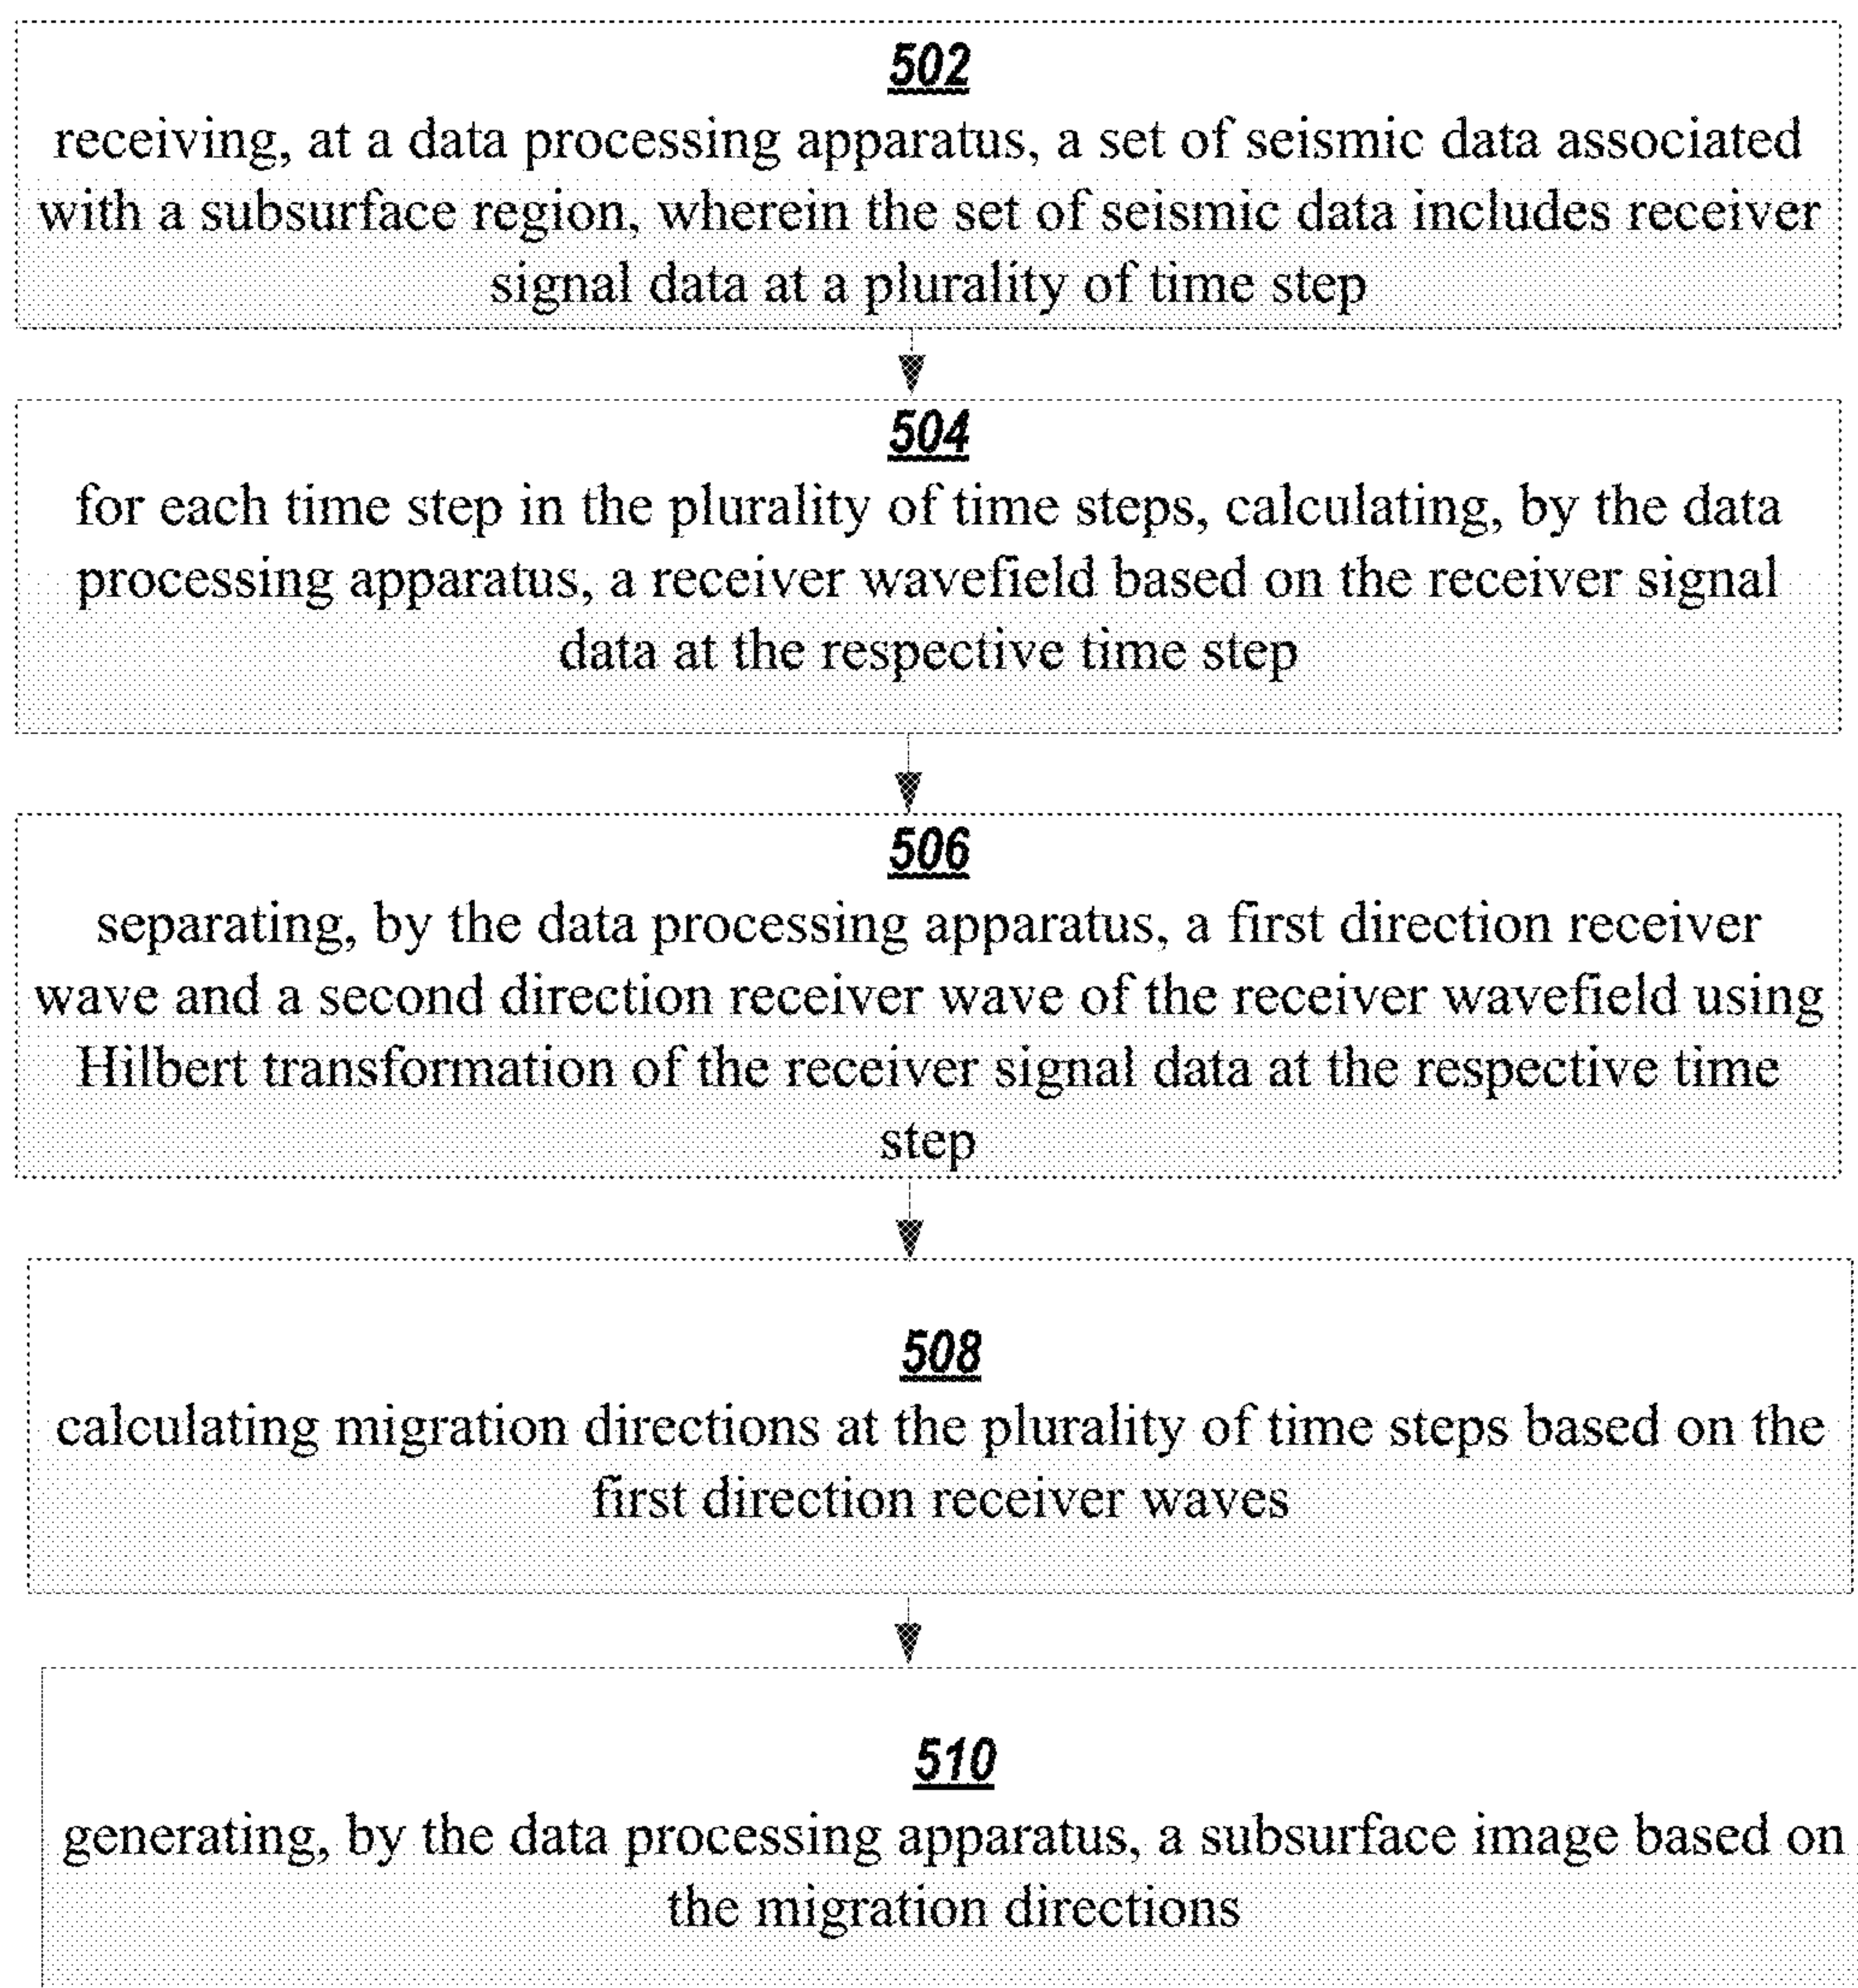 502
receiving, at a data processing apparatus, a set of seismic data associated
with a subsurface region, wherein the set of seismic data includes receiver
signal data at a plurality of time step
504
for each time step in the plurality of time steps, calculating, by the data
processing apparatus, a receiver wavefield based on the receiver signal
data at the respective time step
506
separating, by the data processing apparatus, a first direction receiver
wave and a second direction receiver wave of the receiver wavefield using
Hilbert transformation of the receiver signal data at the respective time
step
508
calculating migration directions at the plurality of time steps based on the
first direction receiver waves
510
generating, by the data processing apparatus, a subsurface image based on
the migration directions